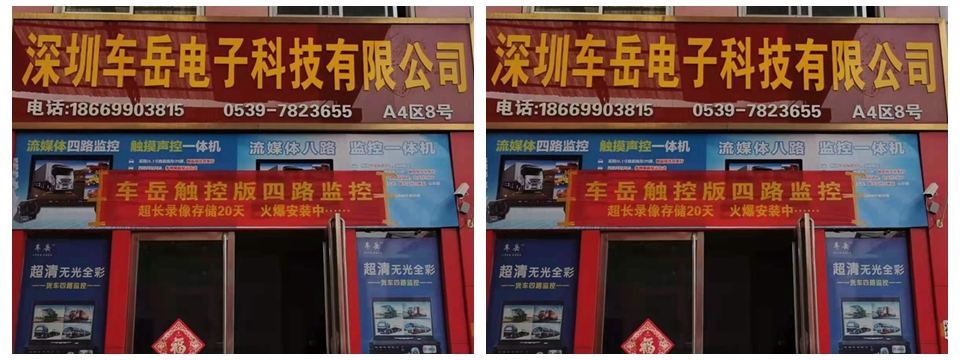 深圳车岳电子科技有限公司
电话:18669903815 0539-7823655 A4区8号
流媒体四路监控 触摸声控一体机 流媒体八路 监控一体机
车岳触控版四路监控
超长录像存储20天 火爆安装中······
车岳
超清无光全彩
货车四路监控
超清无光全彩
货车四路监控
福
深圳车岳电子科技有限公司
电话:18669903815 0539-7823655 A4区8号
流媒体四路监控 触摸声控一体机 流媒体八路 监控一体机
车岳触控版四路监控
超长录像存储20天 火爆安装中······
车岳
超清无光全彩
货车四路监控
超清无光全彩
货车四路监控
福